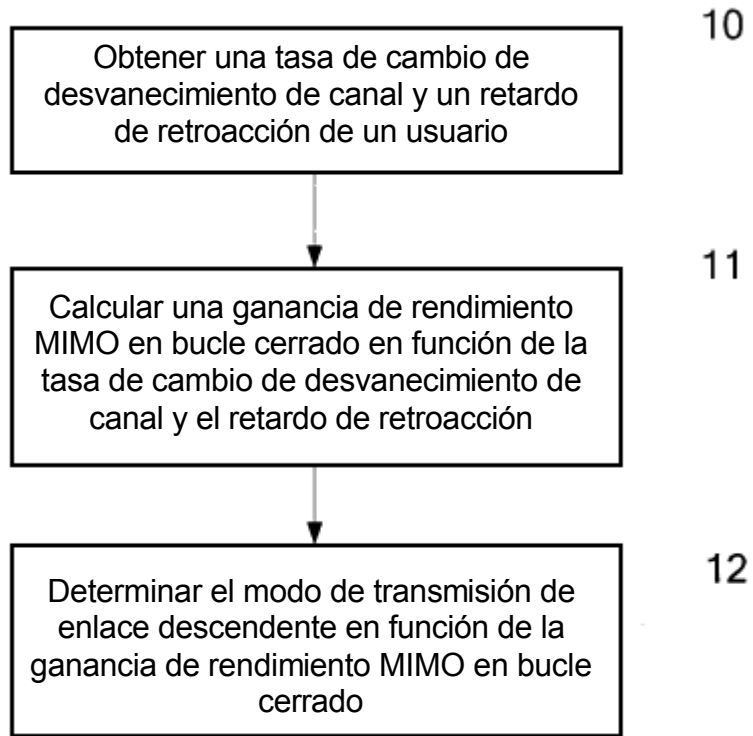 10
Obtener una tasa de cambio de
desvanecimiento de canal y un retardo
de retroacción de un usuario
11
Calcular una ganancia de rendimiento
MIMO en bucle cerrado en función de la
tasa de cambio de desvanecimiento de
canal y el retardo de retroacción
12
Determinar el modo de transmisión de
enlace descendente en función de la
ganancia de rendimiento MIMO en bucle
cerrado